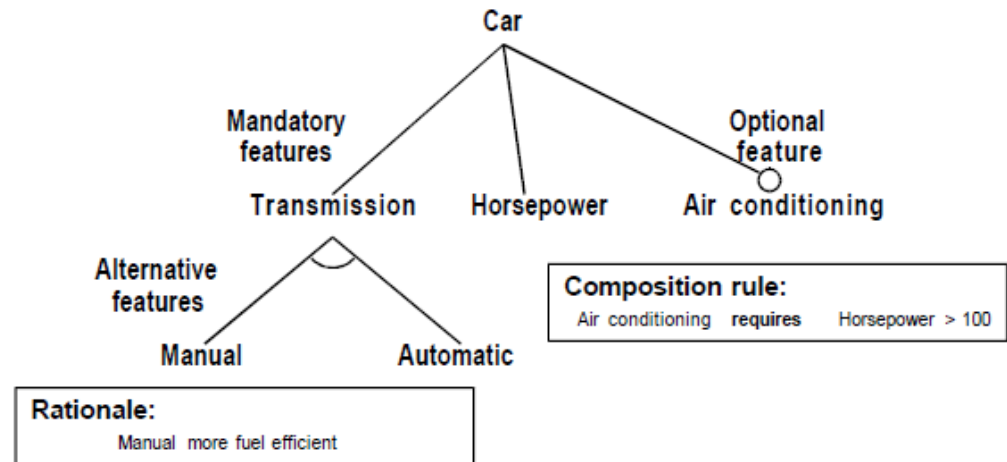 Car
Mandatory
features
Optional
feature
Transmission
Horsepower
Air conditioning
Alternative
features
Manual
Automatic
Composition rule:
Air conditioning requires Horsepower > 100
Rationale:
Manual more fuel efficient